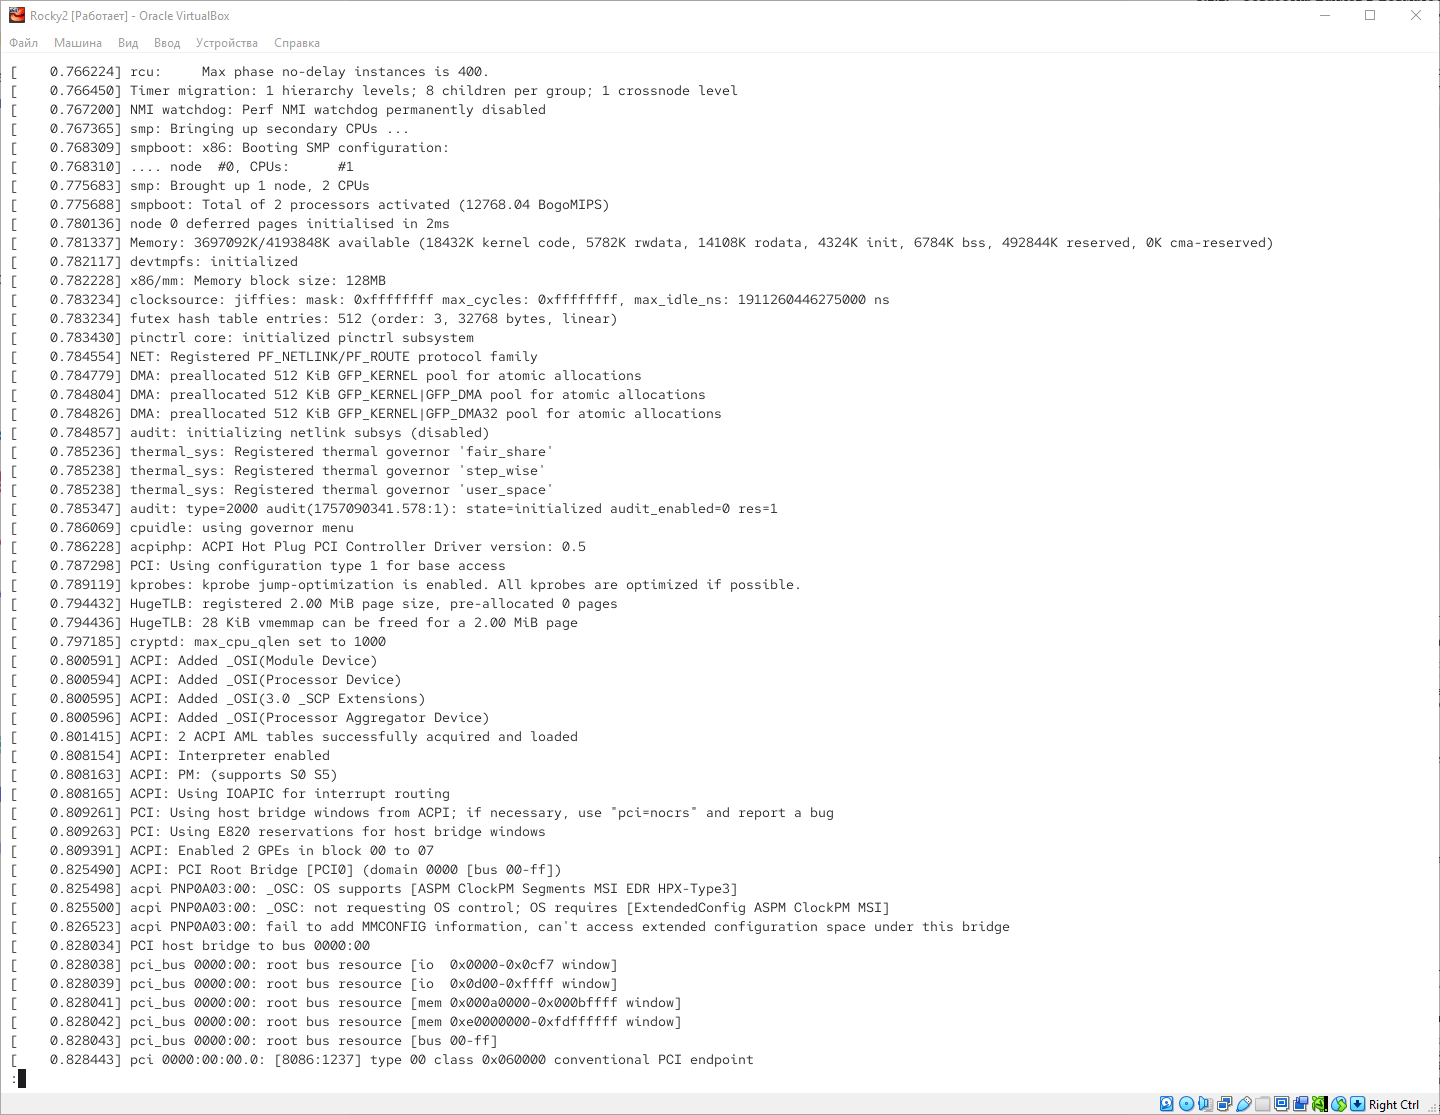 Rocky2 [Работает] - Oracle VirtualBox
Файл Машина Вид Ввод Устройства Справка
[    0.766224] rcu:     Max phase no-delay instances is 400.
[    0.766450] Timer migration: 1 hierarchy levels; 8 children per group; 1 crossnode level
[    0.767200] NMI watchdog: Perf NMI watchdog permanently disabled
[    0.767365] smp: Bringing up secondary CPUs ...
[    0.768309] smpboot: x86: Booting SMP configuration:
[    0.768310] .... node  #0, CPUs:      #1
[    0.775683] smp: Brought up 1 node, 2 CPUs
[    0.775688] smpboot: Total of 2 processors activated (12768.04 BogoMIPS)
[    0.780136] node 0 deferred pages initialised in 2ms
[    0.781337] Memory: 3697092K/4193848K available (18432K kernel code, 5782K rwdata, 14108K rodata, 4324K init, 6784K bss, 492844K reserved, 0K cma-reserved)
[    0.782117] devtmpfs: initialized
[    0.782228] x86/mm: Memory block size: 128MB
[    0.783234] clocksource: jiffies: mask: 0xffffffff max_cycles: 0xffffffff, max_idle_ns: 1911260446275000 ns
[    0.783234] futex hash table entries: 512 (order: 3, 32768 bytes, linear)
[    0.783430] pinctrl core: initialized pinctrl subsystem
[    0.784554] NET: Registered PF_NETLINK/PF_ROUTE protocol family
[    0.784779] DMA: preallocated 512 KiB GFP_KERNEL pool for atomic allocations
[    0.784804] DMA: preallocated 512 KiB GFP_KERNEL|GFP_DMA pool for atomic allocations
[    0.784826] DMA: preallocated 512 KiB GFP_KERNEL|GFP_DMA32 pool for atomic allocations
[    0.784857] audit: initializing netlink subsys (disabled)
[    0.785236] thermal_sys: Registered thermal governor 'fair_share'
[    0.785238] thermal_sys: Registered thermal governor 'step_wise'
[    0.785238] thermal_sys: Registered thermal governor 'user_space'
[    0.785347] audit: type=2000 audit(1757090341.578:1): state=initialized audit_enabled=0 res=1
[    0.786069] cpuidle: using governor menu
[    0.786228] acpiphp: ACPI Hot Plug PCI Controller Driver version: 0.5
[    0.787298] PCI: Using configuration type 1 for base access
[    0.789119] kprobes: kprobe jump-optimization is enabled. All kprobes are optimized if possible.
[    0.794432] HugeTLB: registered 2.00 MiB page size, pre-allocated 0 pages
[    0.794436] HugeTLB: 28 KiB vmemmap can be freed for a 2.00 MiB page
[    0.797185] cryptd: max_cpu_qlen set to 1000
[    0.800591] ACPI: Added _OSI(Module Device)
[    0.800594] ACPI: Added _OSI(Processor Device)
[    0.800595] ACPI: Added _OSI(3.0 _SCP Extensions)
[    0.800596] ACPI: Added _OSI(Processor Aggregator Device)
[    0.801415] ACPI: 2 ACPI AML tables successfully acquired and loaded
[    0.808154] ACPI: Interpreter enabled
[    0.808163] ACPI: PM: (supports S0 S5)
[    0.808165] ACPI: Using IOAPIC for interrupt routing
[    0.809261] PCI: Using host bridge windows from ACPI; if necessary, use "pci=nocrs" and report a bug
[    0.809263] PCI: Using E820 reservations for host bridge windows
[    0.809391] ACPI: Enabled 2 GPEs in block 00 to 07
[    0.825490] ACPI: PCI Root Bridge [PCI0] (domain 0000 [bus 00-ff])
[    0.825498] acpi PNP0A03:00: _OSC: OS supports [ASPM ClockPM Segments MSI EDR HPX-Type3]
[    0.825500] acpi PNP0A03:00: _OSC: not requesting OS control; OS requires [ExtendedConfig ASPM ClockPM MSI]
[    0.826523] acpi PNP0A03:00: fail to add MMCONFIG information, can't access extended configuration space under this bridge
[    0.828034] PCI host bridge to bus 0000:00
[    0.828038] pci_bus 0000:00: root bus resource [io  0x0000-0x0cf7 window]
[    0.828039] pci_bus 0000:00: root bus resource [io  0x0d00-0xffff window]
[    0.828041] pci_bus 0000:00: root bus resource [mem 0x000a0000-0x000bffff window]
[    0.828042] pci_bus 0000:00: root bus resource [mem 0xe0000000-0xfdffffff window]
[    0.828043] pci_bus 0000:00: root bus resource [bus 00-ff]
[    0.828443] pci 0000:00:00.0: [8086:1237] type 00 class 0x060000 conventional PCI endpoint
:
Right Ctrl